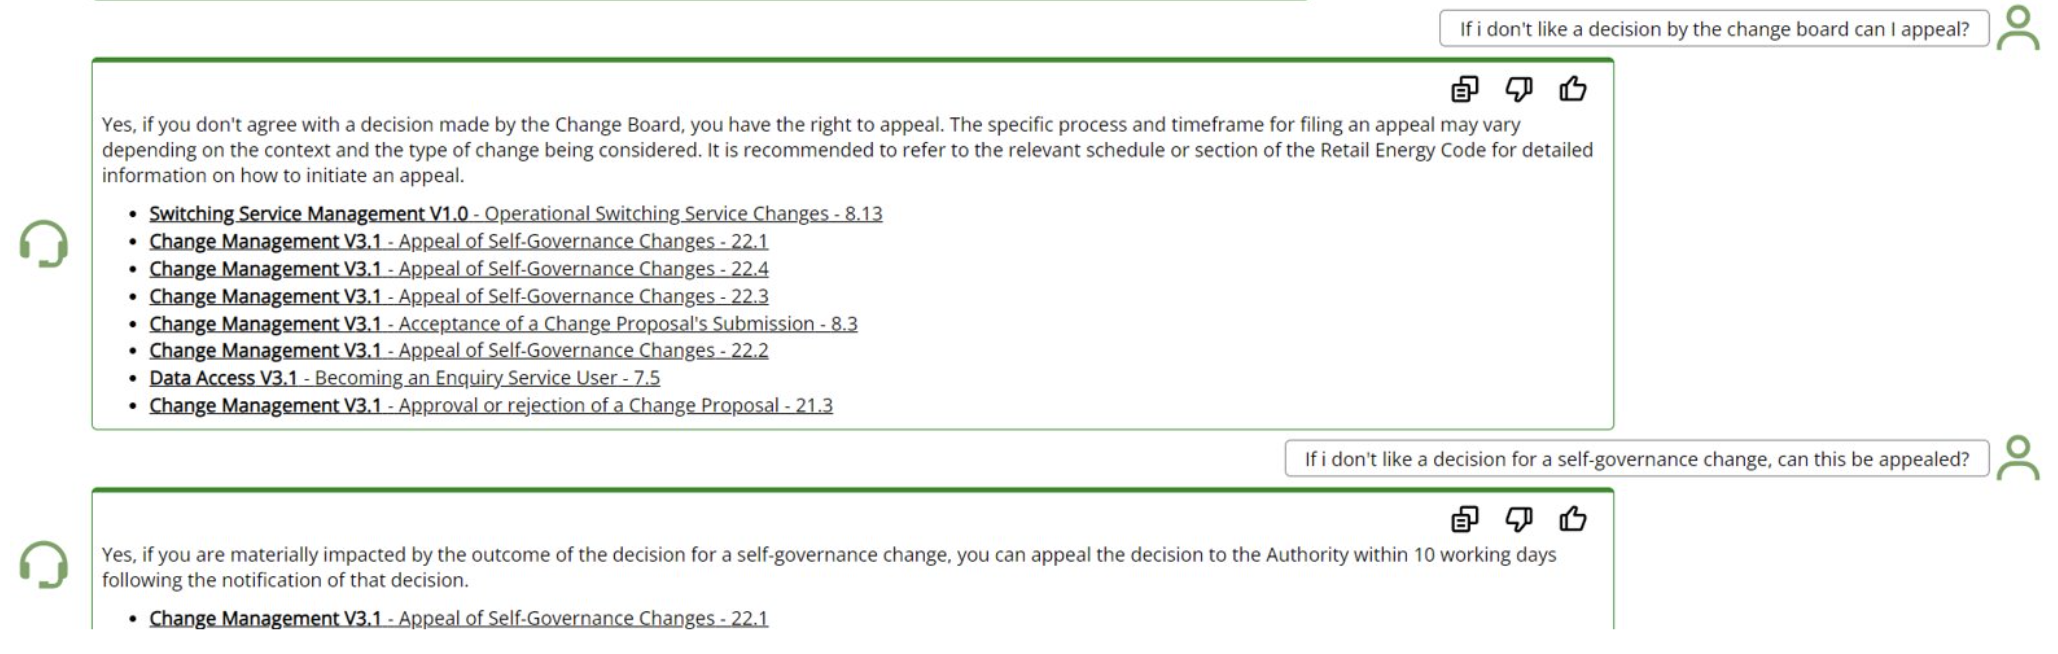 If i don't like a decision by the change board can I appeal?
Yes, if you don't agree with a decision made by the Change Board, you have the right to appeal. The specific process and timeframe for filing an appeal may vary
depending on the context and the type of change being considered. It is recommended to refer to the relevant schedule or section of the Retail Energy Code for detailed
information on how to initiate an appeal.
• Switching Service Management V1.0 - Operational Switching Service Changes - 8.13
• Change Management V3.1 - Appeal of Self-Governance Changes - 22.1
• Change Management V3.1 - Appeal of Self-Governance Changes - 22.4
• Change Management V3.1 - Appeal of Self-Governance Changes - 22.3
• Change Management V3.1 - Acceptance of a Change Proposal's Submission - 8.3
• Change Management V3.1 - Appeal of Self-Governance Changes - 22.2
• Data Access V3.1 - Becoming an Enquiry Service User - 7.5
• Change Management V3.1 - Approval or rejection of a Change Proposal - 21.3
If i don't like a decision for a self-governance change, can this be appealed?
Yes, if you are materially impacted by the outcome of the decision for a self-governance change, you can appeal the decision to the Authority within 10 working days
following the notification of that decision.
• Change Management V3.1 - Appeal of Self-Governance Changes - 22.1